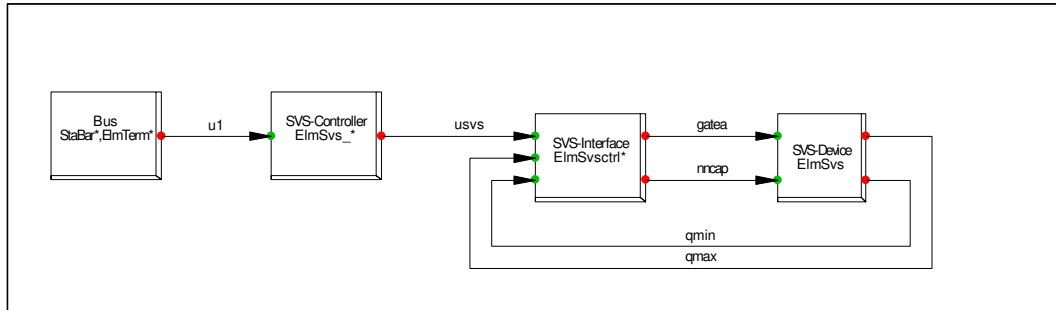 Bus
StaBar*,ElmTerm*
u1
SVS-Controller
ElmSvs_*
usvs
SVS-Interface
ElmSvsctrl*
gatea
nncap
SVS-Device
ElmSvs
qmin
qmax